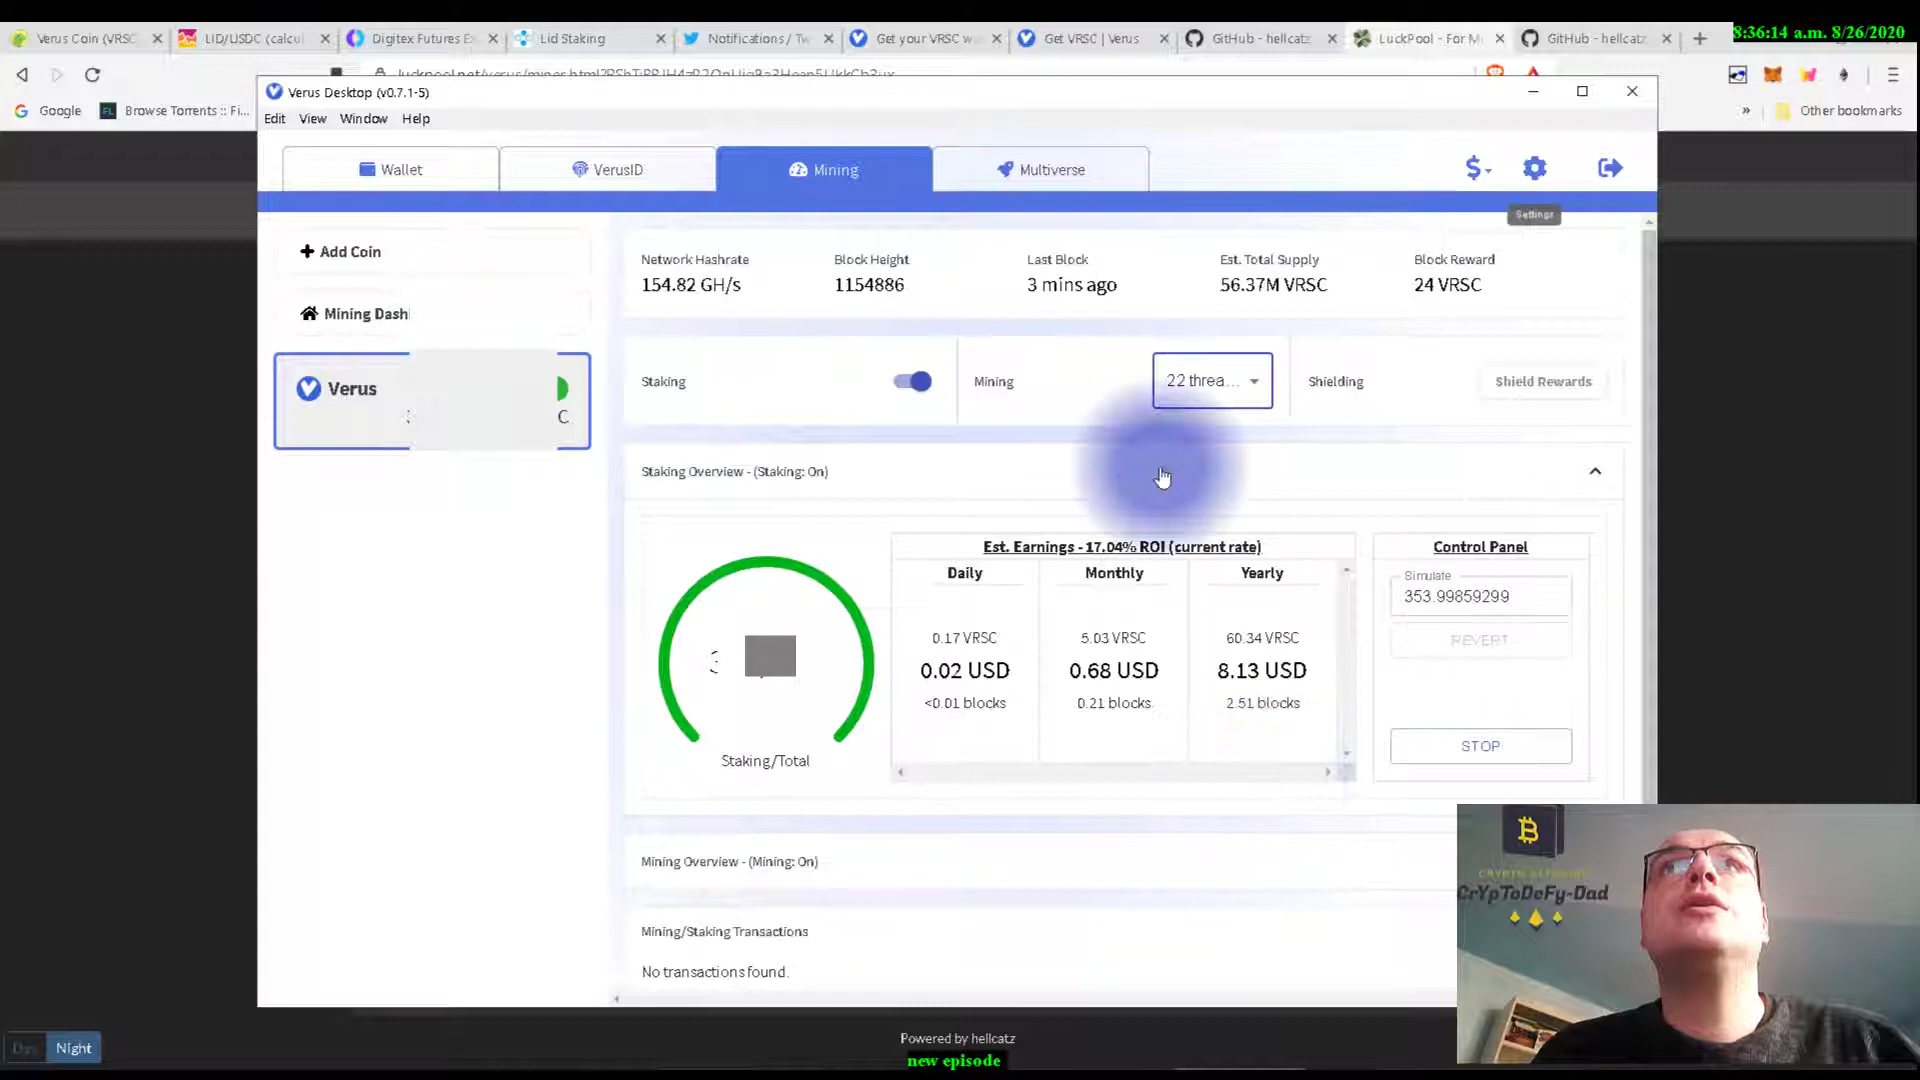 Verus Coin (VRSC
LID/USDC (calcul
Digitex Futures Ex
Lid Staking
Notifications / Tw
Get your VRSC w
Get VRSC | Verus
GitHub - hellcatz
LuckPool - For M
GitHub - hellcatz
8:36:14 a.m. 8/26/2020
Google
Browse Torrents :: Fi...
Other bookmarks
Verus Desktop (v0.7.1-5)
Edit
View
Window
Help
Wallet
VerusID
Mining
Multiverse
Settings
Add Coin
Mining Dash
Verus
C
Network Hashrate
Block Height
Last Block
Est. Total Supply
Block Reward
154.82 GH/s
1154886
3 mins ago
56.37M VRSC
24 VRSC
Staking
Mining
22 threa...
Shielding
Shield Rewards
Staking Overview - (Staking: On)
Est. Earnings - 17.04% ROI (current rate)
Daily
Monthly
Yearly
0.17 VRSC
5.03 VRSC
60.34 VRSC
0.02 USD
0.68 USD
8.13 USD
<0.01 blocks
0.21 blocks
2.51 blocks
Staking/Total
Control Panel
Simulate
353.99859299
REVERT
STOP
Mining Overview - (Mining: On)
Mining/Staking Transactions
No transactions found.
CrYpToDeFy-Dad
Day
Night
Powered by hellcatz
new episode